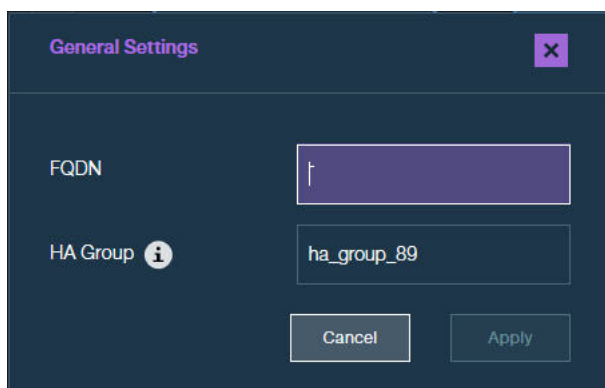 General Settings
FQDN
HA Group
ha_group_89
Cancel
Apply